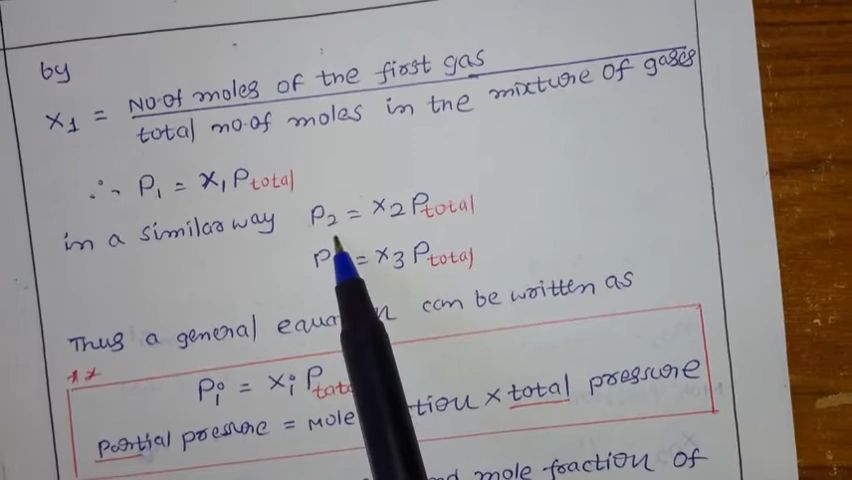 by
x1 = No. of moles of the first gas
total no. of moles in the mixture of gases
∴ P1 = x1 Ptotal
in a similar way P2 = x2 Ptotal
P = x3 Ptotal
Thus a general can be written as
** 
Pi = xi P
Partial pressure = mole × total pressure
mole fraction of